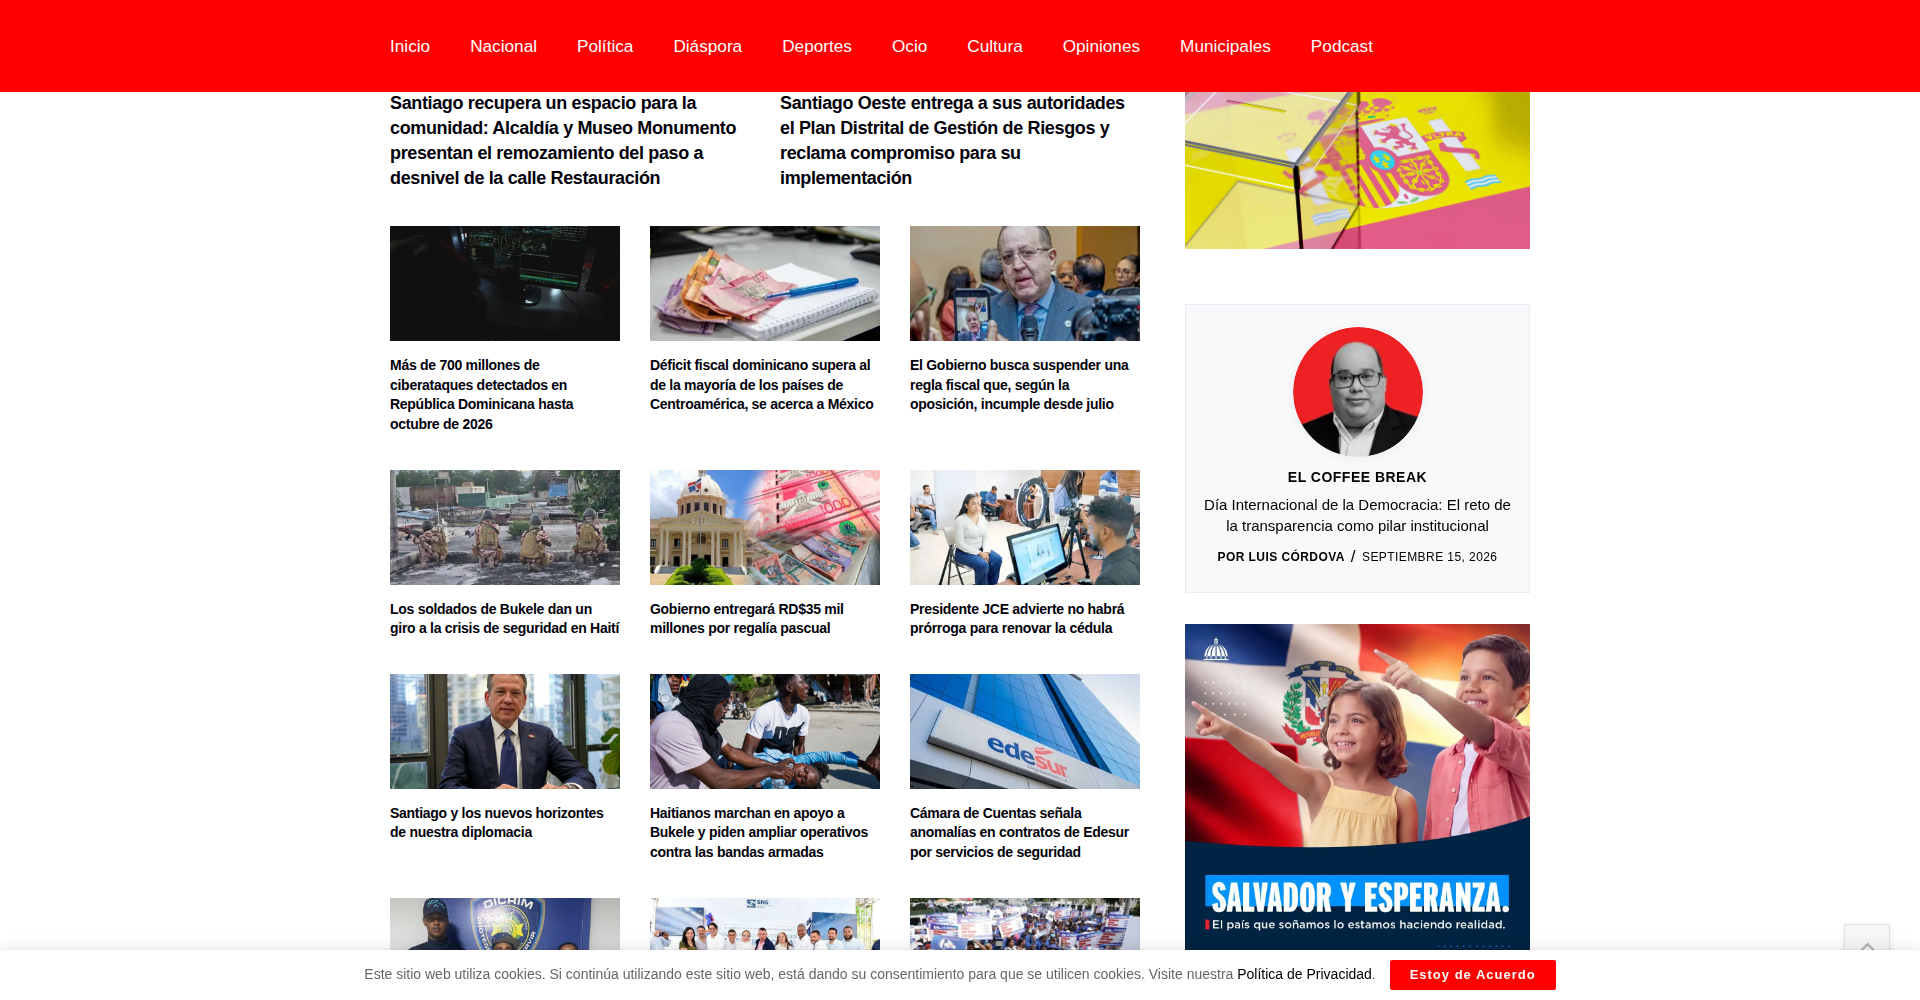 Inicio
Nacional
Política
Diáspora
Deportes
Ocio
Cultura
Opiniones
Municipales
Podcast
Santiago recupera un espacio para la
comunidad: Alcaldía y Museo Monumento
presentan el remozamiento del paso a
desnivel de la calle Restauración
Santiago Oeste entrega a sus autoridades
el Plan Distrital de Gestión de Riesgos y
reclama compromiso para su
implementación
Más de 700 millones de
ciberataques detectados en
República Dominicana hasta
octubre de 2026
Déficit fiscal dominicano supera al
de la mayoría de los países de
Centroamérica, se acerca a México
El Gobierno busca suspender una
regla fiscal que, según la
oposición, incumple desde julio
Los soldados de Bukele dan un
giro a la crisis de seguridad en Haití
Gobierno entregará RD$35 mil
millones por regalía pascual
Presidente JCE advierte no habrá
prórroga para renovar la cédula
edesur
Santiago y los nuevos horizontes
de nuestra diplomacia
Haitianos marchan en apoyo a
Bukele y piden ampliar operativos
contra las bandas armadas
Cámara de Cuentas señala
anomalías en contratos de Edesur
por servicios de seguridad
DICRIM
SNS
EL COFFEE BREAK
Día Internacional de la Democracia: El reto de
la transparencia como pilar institucional
POR LUIS CÓRDOVA / SEPTIEMBRE 15, 2026
SALVADOR Y ESPERANZA.
El país que soñamos lo estamos haciendo realidad.
Este sitio web utiliza cookies. Si continúa utilizando este sitio web, está dando su consentimiento para que se utilicen cookies. Visite nuestra Política de Privacidad.
Estoy de Acuerdo